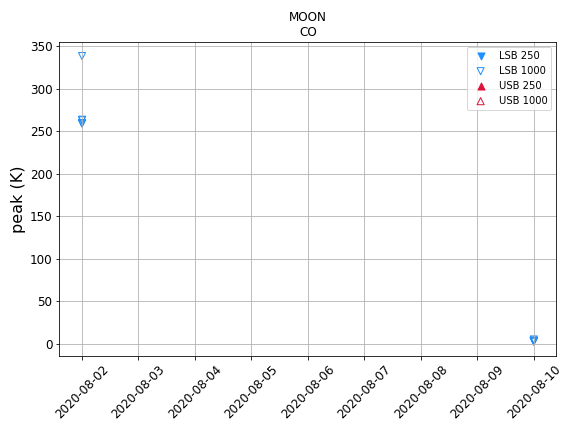 MOON
CO
350
300
250
200
150
100
50
0
peak (K)
LSB 250
LSB 1000
USB 250
USB 1000
2020-08-02
2020-08-03
2020-08-04
2020-08-05
2020-08-06
2020-08-07
2020-08-08
2020-08-09
2020-08-10